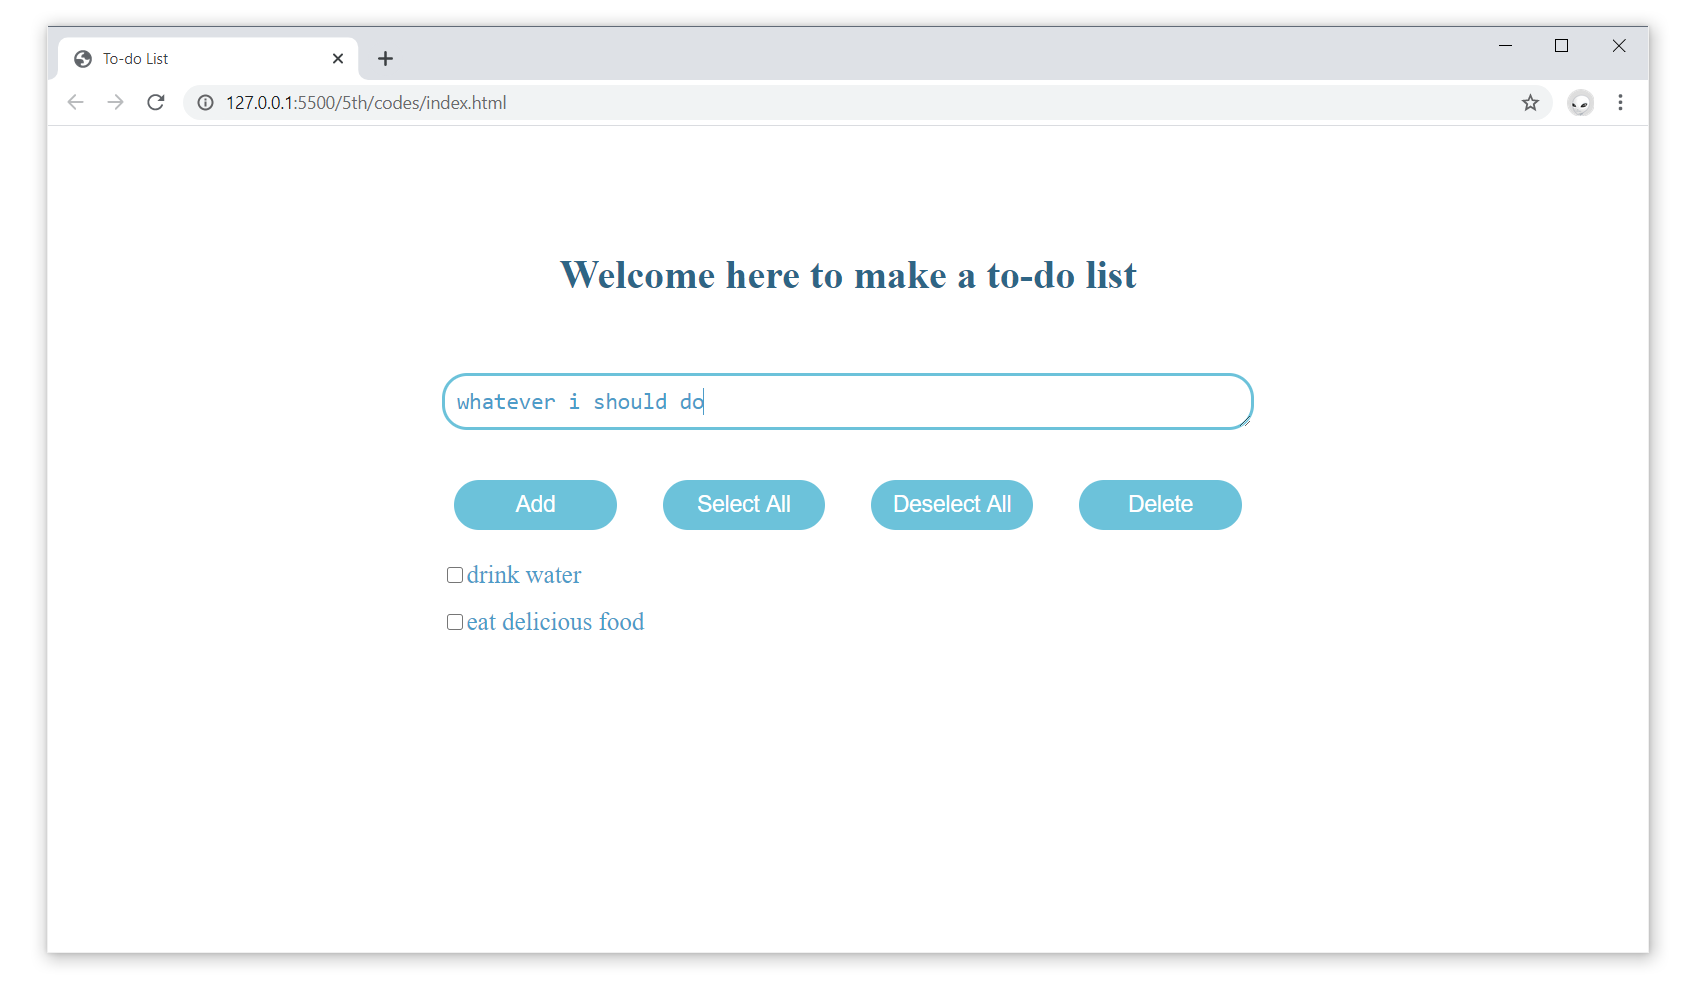 To-do List
127.0.0.1:5500/5th/codes/index.html
Welcome here to make a to-do list
whatever i should do
Add Select All Deselect All Delete
drink water
eat delicious food